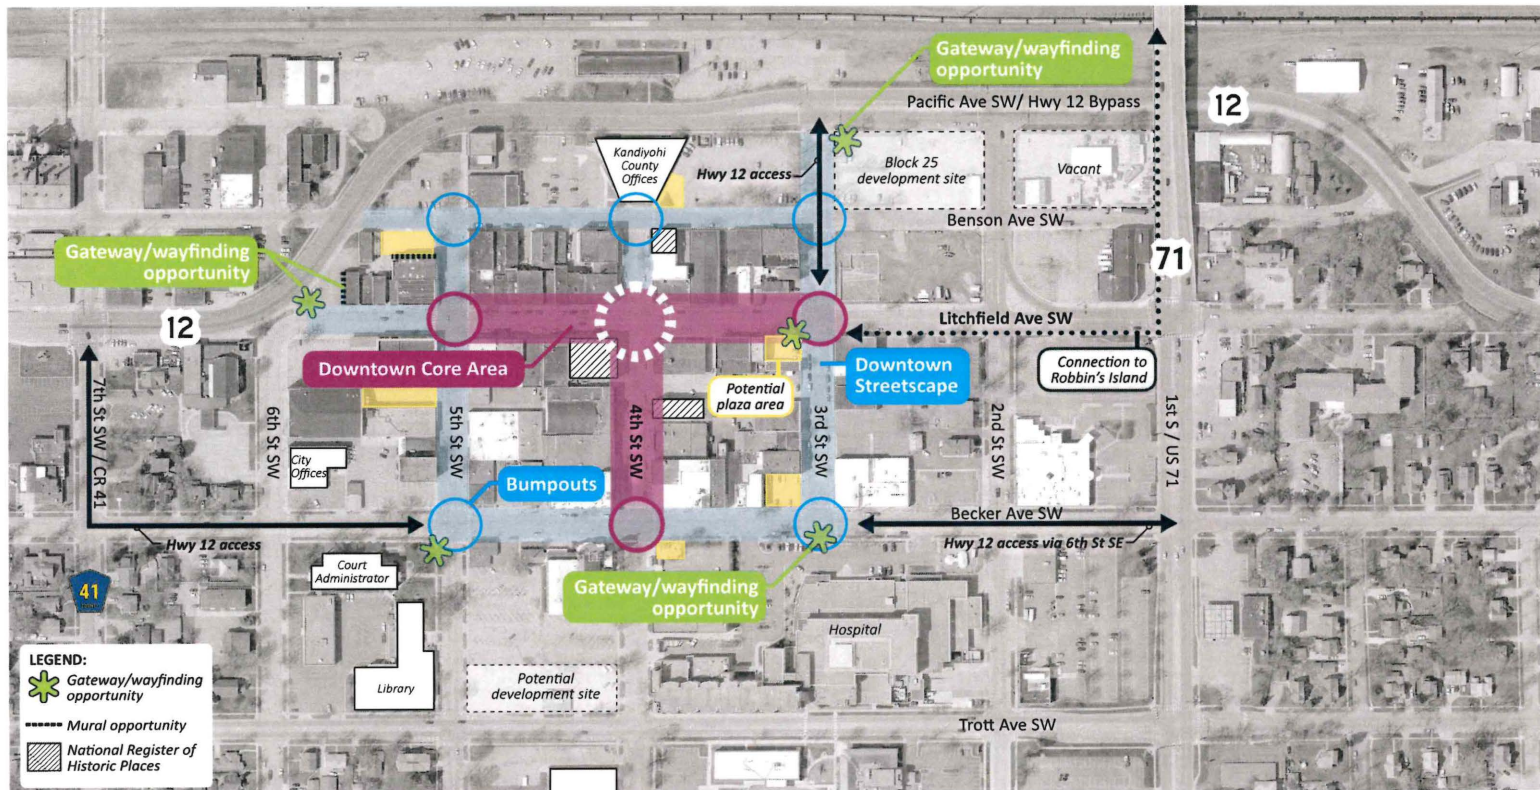 Gateway/wayfinding
opportunity
Pacific Ave SW/ Hwy 12 Bypass
12
Kandiyohi
County
Offices
Hwy 12 access
Block 25
development site
Vacant
Benson Ave SW
Gateway/wayfinding
opportunity
71
12
Litchfield Ave SW
Downtown Core Area
Potential
plaza area
Downtown
Streetscape
Connection to
Robbin's Island
7th St SW/ CR 41
6th St SW
5th St SW
4th St SW
3rd St SW
2nd St SW
1st S / US 71
City
Offices
Bumpouts
Becker Ave SW
Hwy 12 access
Hwy 12 access via 6th St SE
Court
Administrator
41
Gateway/wayfinding
opportunity
Hospital
Library
Potential
development site
Trott Ave SW
LEGEND:
Gateway/wayfinding
opportunity
Mural opportunity
National Register of
Historic Places